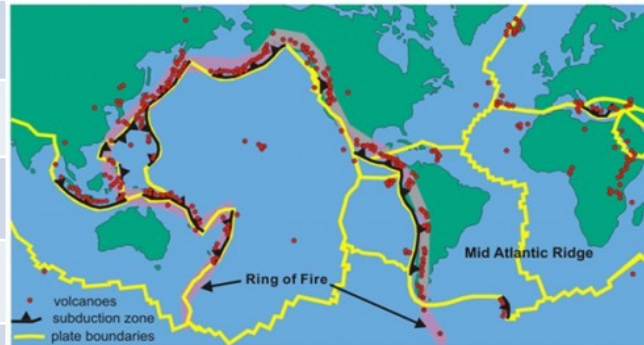 Mid Atlantic Ridge
Ring of Fire
volcanoes
subduction zone
plate boundaries